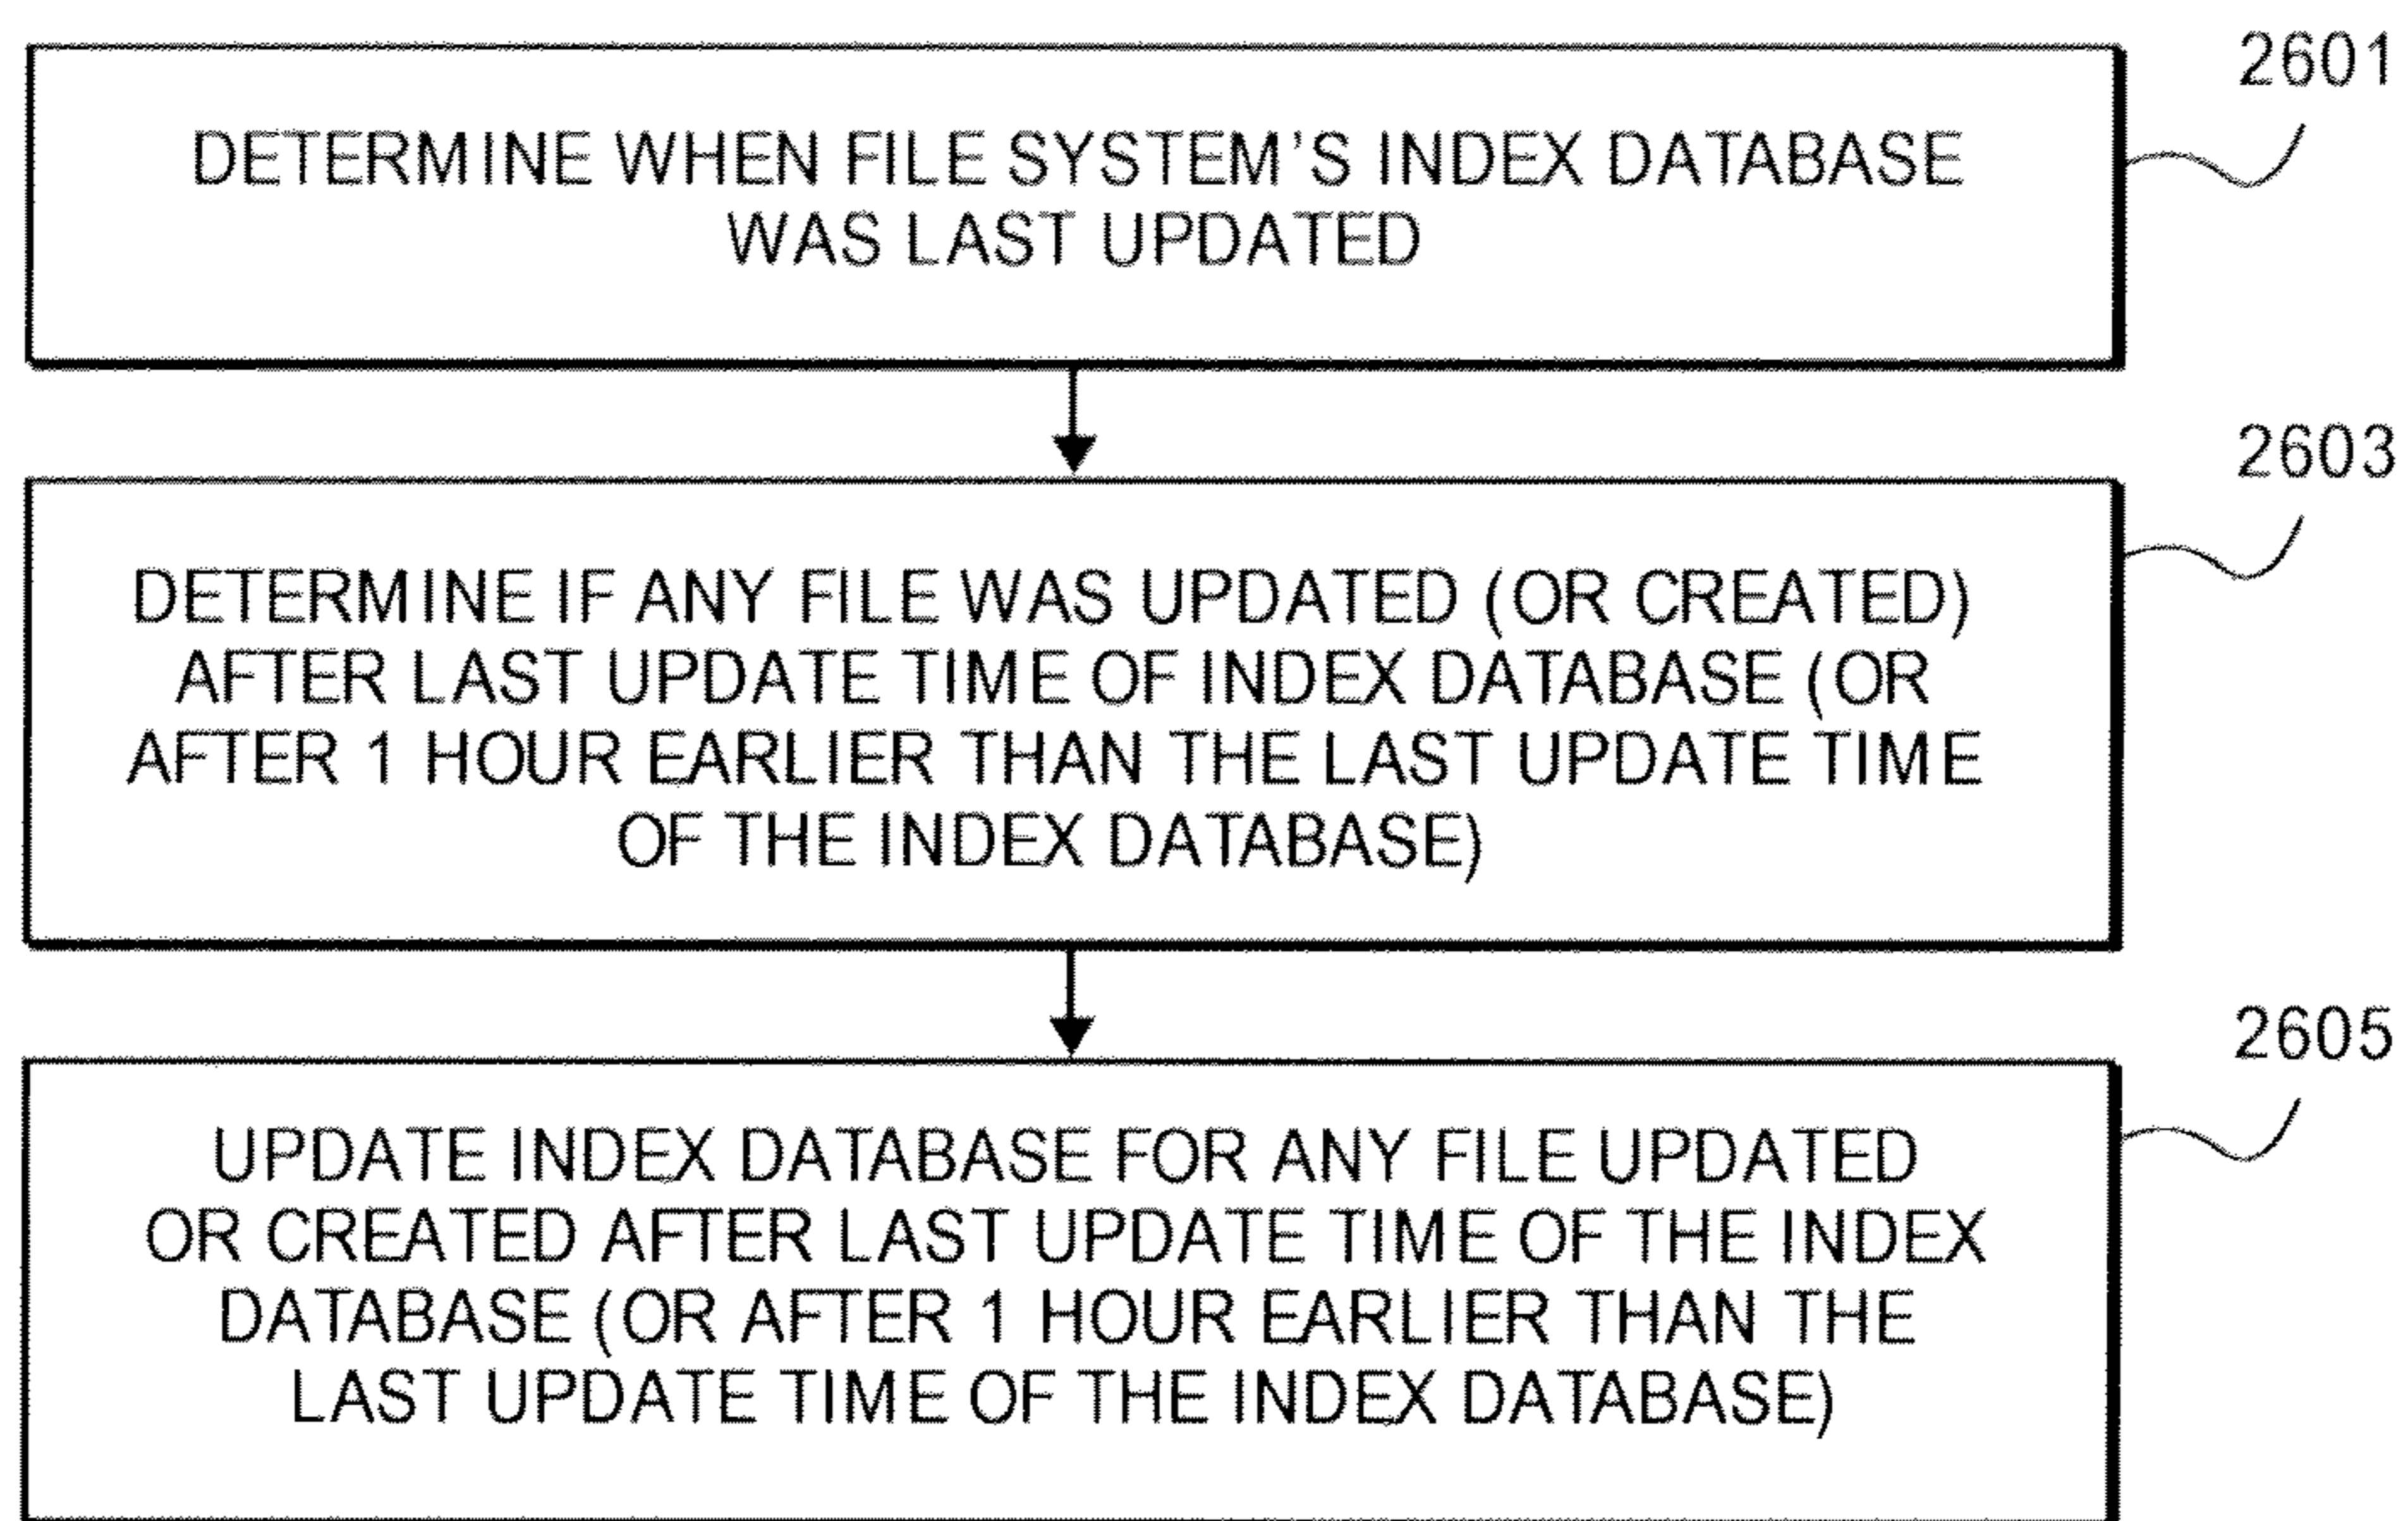 2601
DETERMINE WHEN FILE SYSTEM'S INDEX DATABASE
WAS LAST UPDATED
2603
DETERMINE IF ANY FILE WAS UPDATED (OR CREATED)
AFTER LAST UPDATE TIME OF INDEX DATABASE (OR
AFTER 1 HOUR EARLIER THAN THE LAST UPDATE TIME
OF THE INDEX DATABASE)
2605
UPDATE INDEX DATABASE FOR ANY FILE UPDATED
OR CREATED AFTER LAST UPDATE TIME OF THE INDEX
DATABASE (OR AFTER 1 HOUR EARLIER THAN THE
LAST UPDATE TIME OF THE INDEX DATABASE)